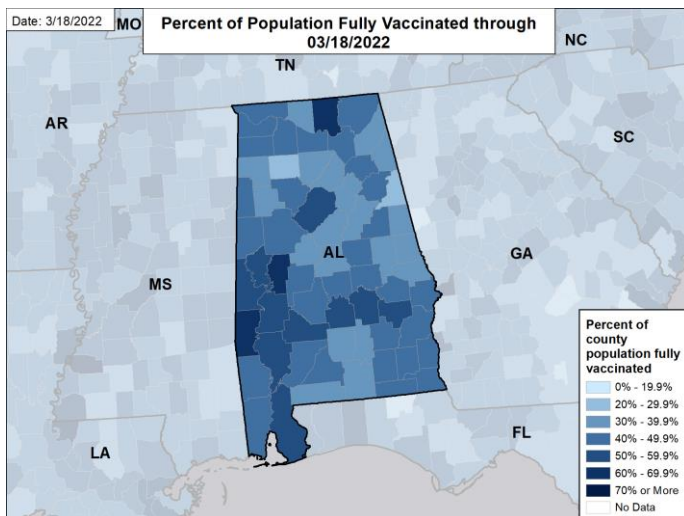 Date: 3/18/2022
Percent of Population Fully Vaccinated through
03/18/2022
MO
NC
TN
AR
SC
MS
AL
GA
LA
FL
Percent of
county
population fully
vaccinated
0% - 19.9%
20% - 29.9%
30% - 39.9%
40% - 49.9%
50% - 59.9%
60% - 69.9%
70% or More
No Data